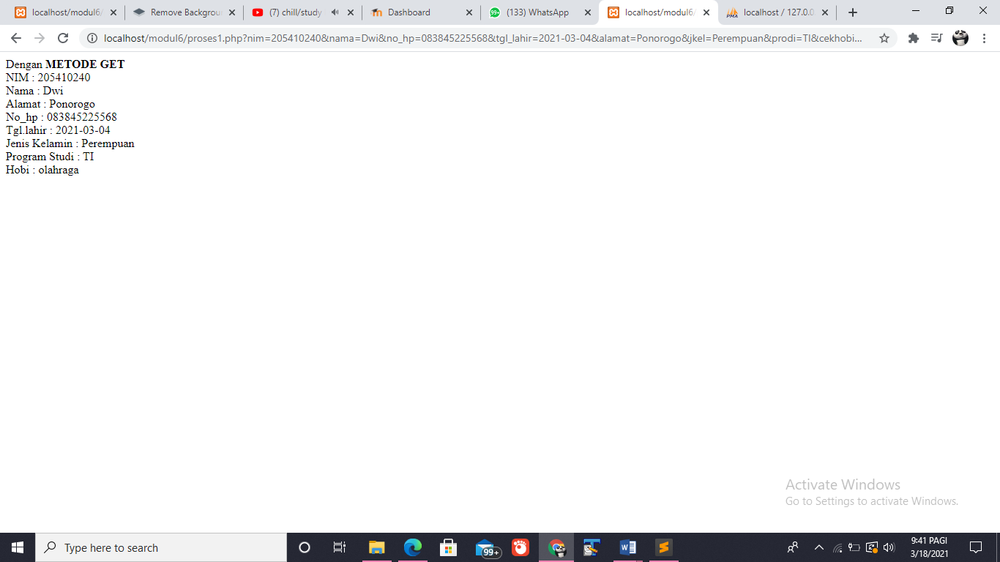 localhost/modul6/
Remove Backgroun
(7) chill/study
Dashboard
99+
(133) WhatsApp
localhost/modul6/
PMA
localhost / 127.0.0
localhost/modul6/proses1.php?nim=205410240&nama=Dwi&no_hp=083845225568&tgl_lahir=2021-03-04&alamat=Ponorogo&jkel=Perempuan&prodi=TI&cekhobi...
Dengan METODE GET
NIM : 205410240
Nama : Dwi
Alamat : Ponorogo
No_hp : 083845225568
Tgl.lahir : 2021-03-04
Jenis Kelamin : Perempuan
Program Studi : TI
Hobi : olahraga
Activate Windows
Go to Settings to activate Windows.
Type here to search
99+
9:41 PAGI
3/18/2021